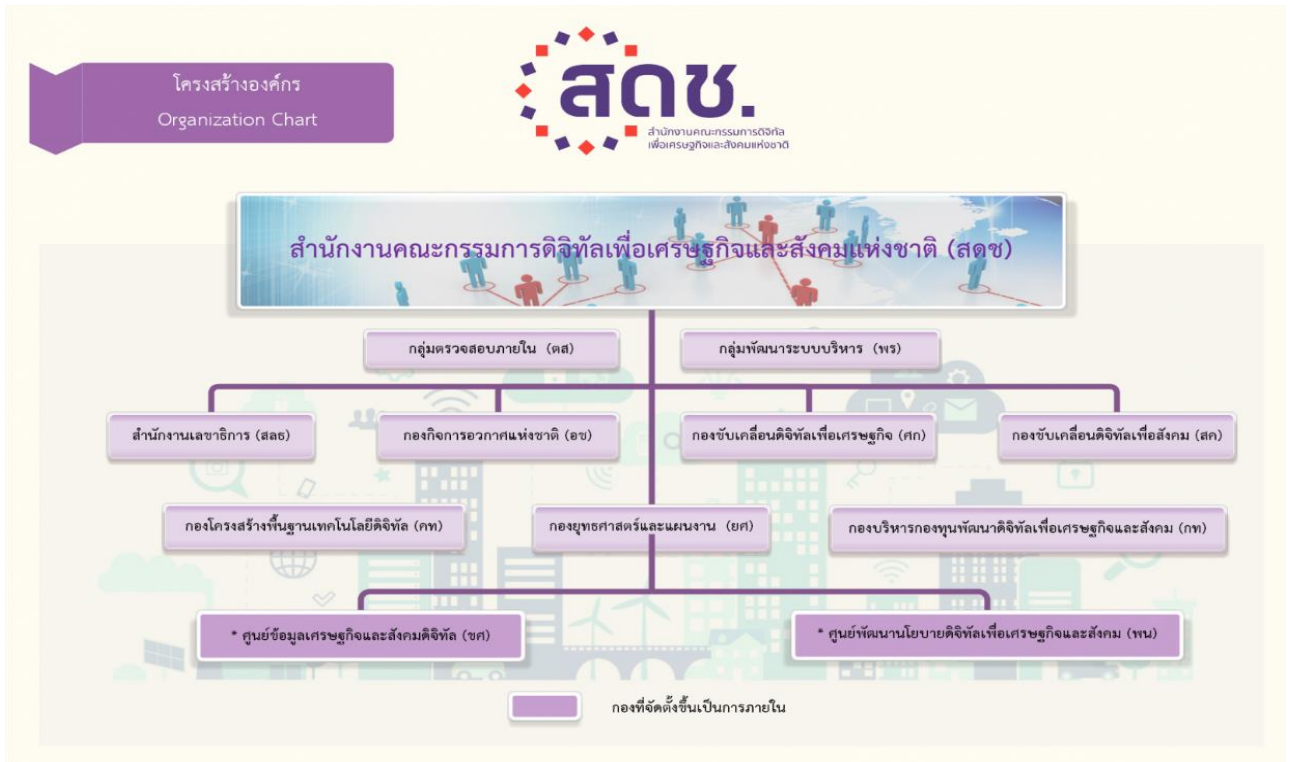 โครงสร้างองค์กร
Organization Chart
สดช.
สำนักงานคณะกรรมการดิจิทัล
เพื่อเศรษฐกิจและสังคมแห่งชาติ
สำนักงานคณะกรรมการดิจิทัลเพื่อเศรษฐกิจและสังคมแห่งชาติ (สดช)
กลุ่มตรวจสอบภายใน (ตส)
กลุ่มพัฒนาระบบบริหาร (พร)
สำนักงานเลขาธิการ (สลธ)
กองกิจการอวกาศแห่งชาติ (อช)
กองขับเคลื่อนดิจิทัลเพื่อเศรษฐกิจ (ศก)
กองขับเคลื่อนดิจิทัลเพื่อสังคม (สค)
กองโครงสร้างพื้นฐานเทคโนโลยีดิจิทัล (คท)
กองยุทธศาสตร์และแผนงาน (ยศ)
กองบริหารกองทุนพัฒนาดิจิทัลเพื่อเศรษฐกิจและสังคม (กท)
* ศูนย์ข้อมูลเศรษฐกิจและสังคมดิจิทัล (ขศ)
* ศูนย์พัฒนานโยบายดิจิทัลเพื่อเศรษฐกิจและสังคม (พน)
กองที่จัดตั้งขึ้นเป็นการภายใน